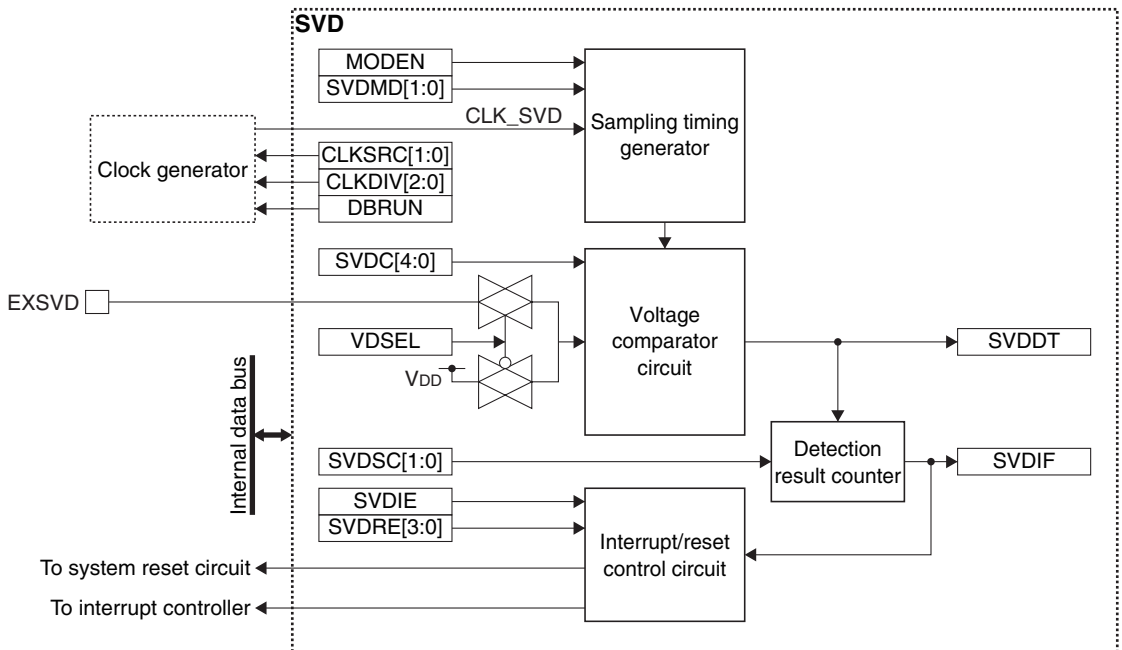 SVD
MODEN
SVDMD[1:0]
CLK_SVD
Sampling timing
generator
Clock generator
CLKSRC[1:0]
CLKDIV[2:0]
DBRUN
SVDC[4:0]
EXSVD
Voltage
comparator
circuit
VDSEL
SVDDT
VDD
Internal data bus
Detection
result counter
SVDSC[1:0]
SVDIF
SVDIE
SVDRE[3:0]
Interrupt/reset
control circuit
To system reset circuit
To interrupt controller